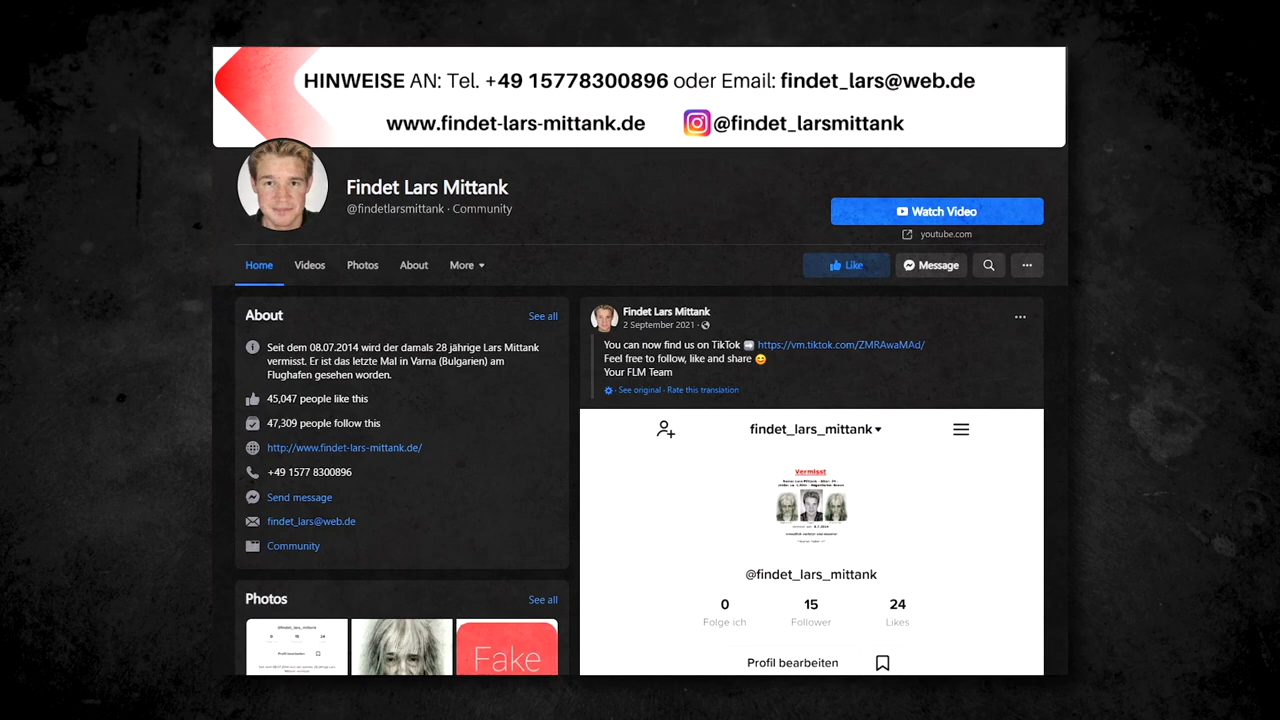 HINWEISE AN: Tel. +49 15778300896 oder Email: findet_lars@web.de
www.findet-lars-mittank.de @findet_larsmittank
Findet Lars Mittank
@findetlarsmittank · Community
Watch Video
youtube.com
Home Videos Photos About More
Like Message
About See all
Seit dem 08.07.2014 wird der damals 28 jährige Lars Mittank
vermisst. Er ist das letzte Mal in Varna (Bulgarien) am
Flughafen gesehen worden.
45,047 people like this
47,309 people follow this
http://www.findet-lars-mittank.de/
+49 1577 8300896
Send message
findet_lars@web.de
Community
Photos See all
@findet_lars_mittank
0 15 24
Profil bearbeiten
Fake
Findet Lars Mittank
2 September 2021 ·
You can now find us on TikTok ➡ https://vm.tiktok.com/ZMRAwaMAd/
Feel free to follow, like and share 😊
Your FLM Team
· See original · Rate this translation
findet_lars_mittank
Vermisst
@findet_lars_mittank
0 15 24
Folge ich Follower Likes
Profil bearbeiten